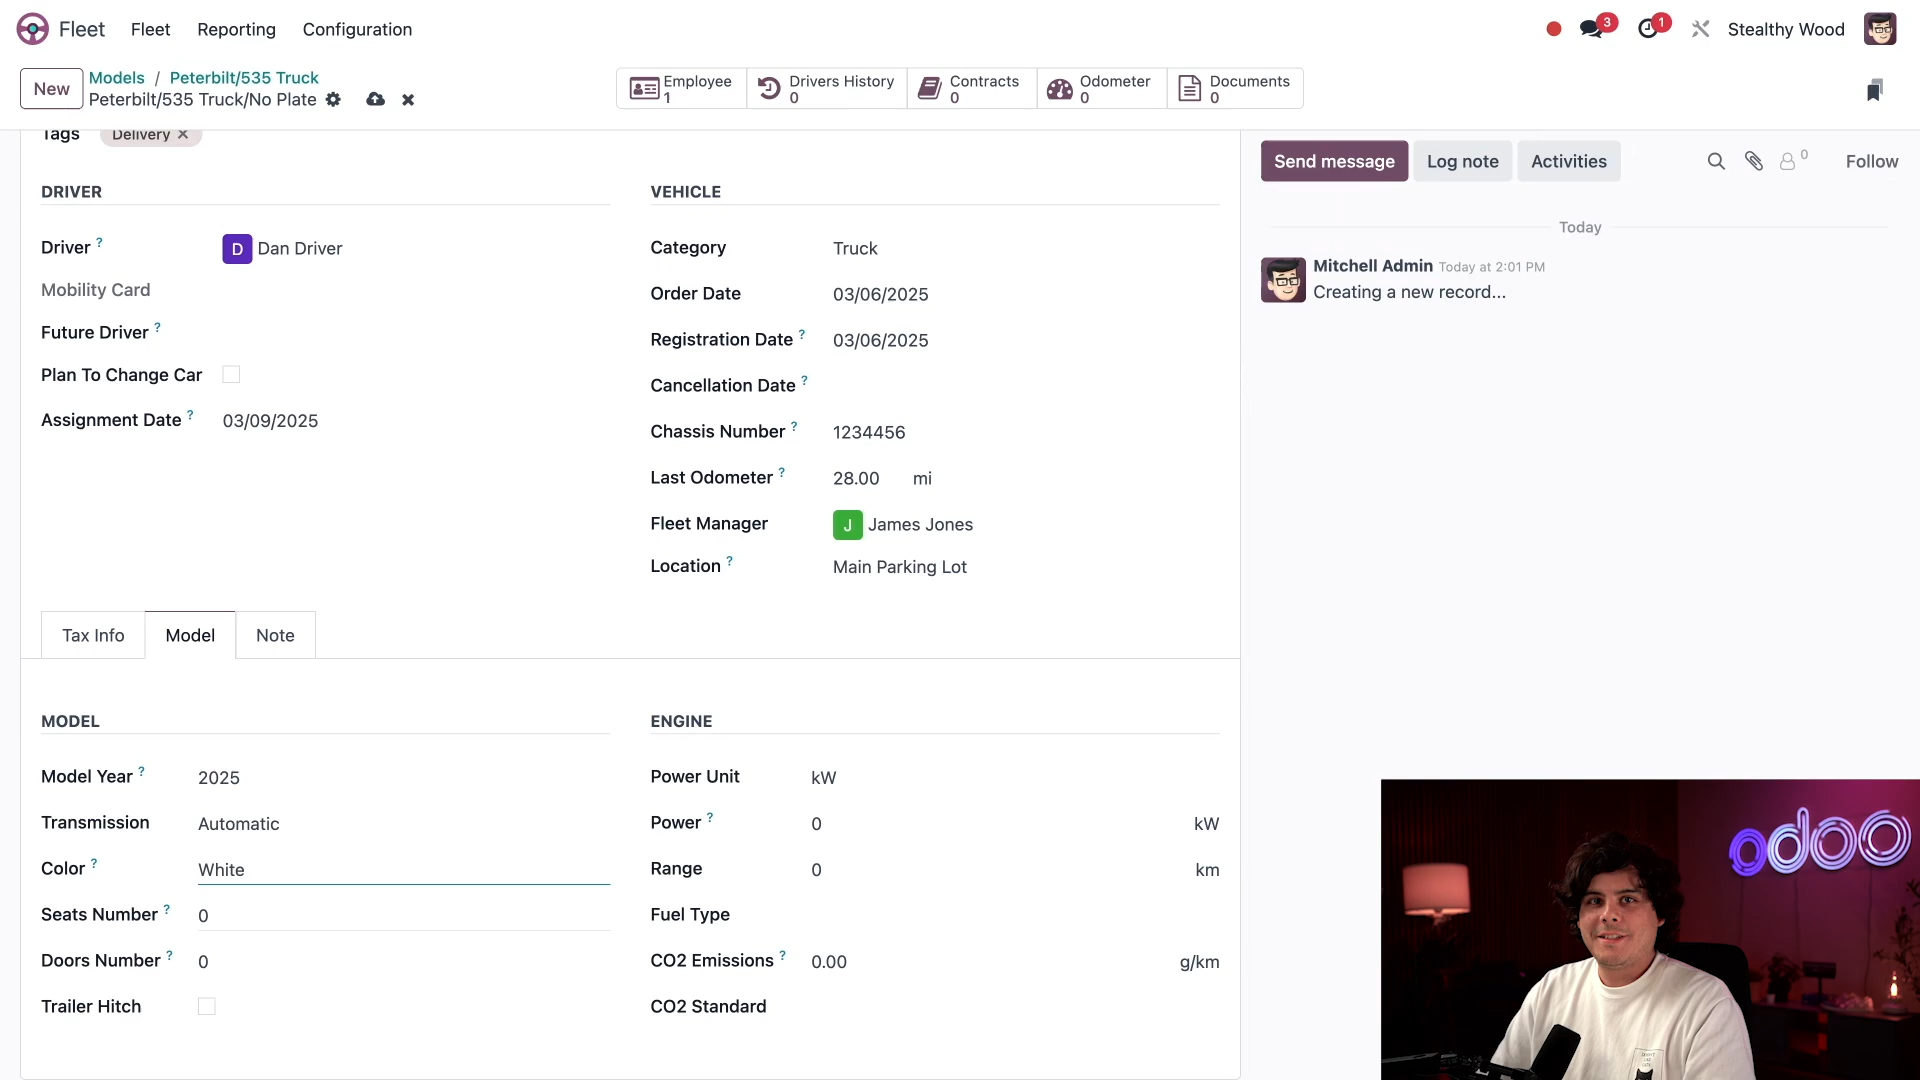 Fleet Fleet Reporting Configuration 3 1 Stealthy Wood
New Models / Peterbilt/535 Truck
Peterbilt/535 Truck/No Plate
Employee 1
Drivers History 0
Contracts 0
Odometer 0
Documents 0
Tags Delivery
Send message Log note Activities 0 Follow
Today
Mitchell Admin Today at 2:01 PM
Creating a new record...
DRIVER
Driver ? D Dan Driver
Mobility Card
Future Driver ?
Plan To Change Car
Assignment Date ? 03/09/2025
VEHICLE
Category Truck
Order Date 03/06/2025
Registration Date ? 03/06/2025
Cancellation Date ?
Chassis Number ? 1234456
Last Odometer ? 28.00 mi
Fleet Manager J James Jones
Location ? Main Parking Lot
Tax Info Model Note
MODEL
Model Year ? 2025
Transmission Automatic
Color ? White
Seats Number ? 0
Doors Number ? 0
Trailer Hitch
ENGINE
Power Unit kW
Power ? 0 kW
Range 0 km
Fuel Type
CO2 Emissions ? 0.00 g/km
CO2 Standard
odoo